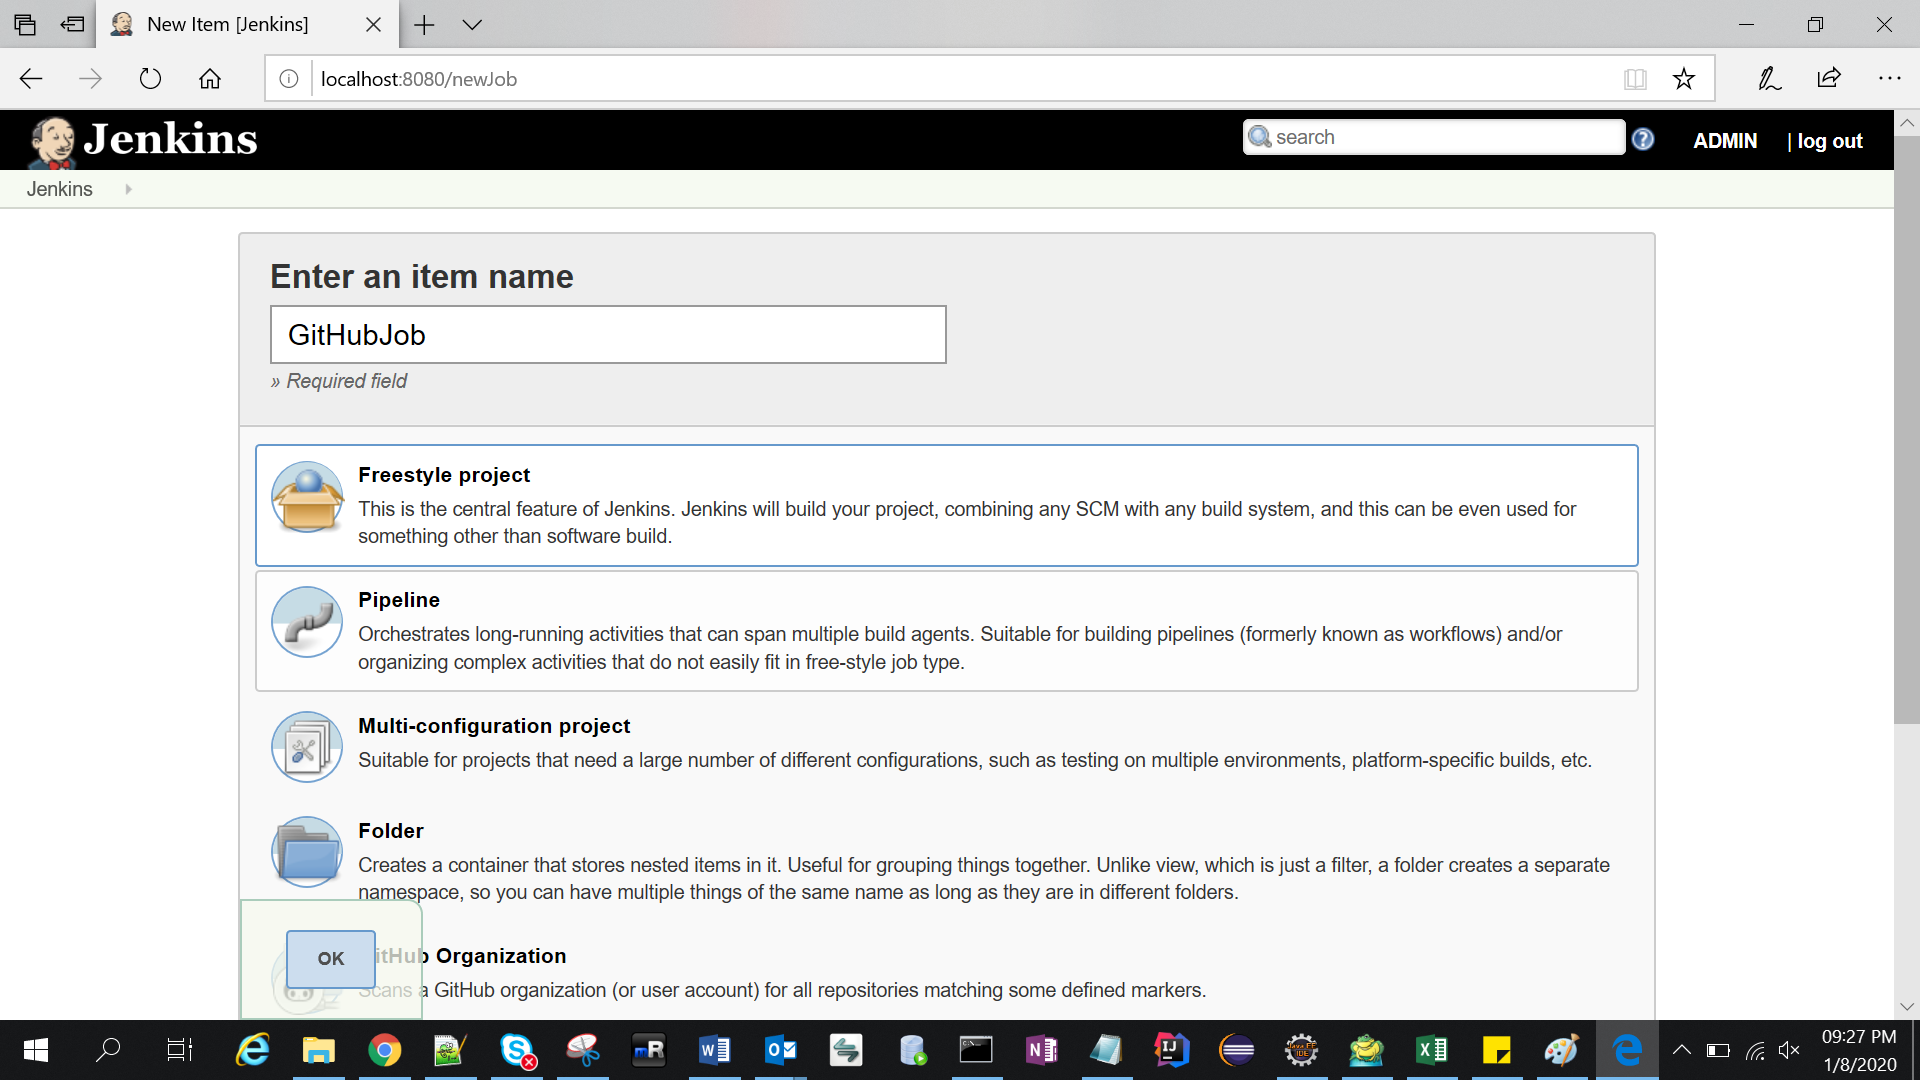 New Item [Jenkins]
localhost:8080/newJob
Jenkins
search
ADMIN
| log out
Jenkins
Enter an item name
GitHubJob
» Required field
Freestyle project
This is the central feature of Jenkins. Jenkins will build your project, combining any SCM with any build system, and this can be even used for
something other than software build.
Pipeline
Orchestrates long-running activities that can span multiple build agents. Suitable for building pipelines (formerly known as workflows) and/or
organizing complex activities that do not easily fit in free-style job type.
Multi-configuration project
Suitable for projects that need a large number of different configurations, such as testing on multiple environments, platform-specific builds, etc.
Folder
Creates a container that stores nested items in it. Useful for grouping things together. Unlike view, which is just a filter, a folder creates a separate
namespace, so you can have multiple things of the same name as long as they are in different folders.
OK
itHub Organization
Scans a GitHub organization (or user account) for all repositories matching some defined markers.
09:27 PM
1/8/2020